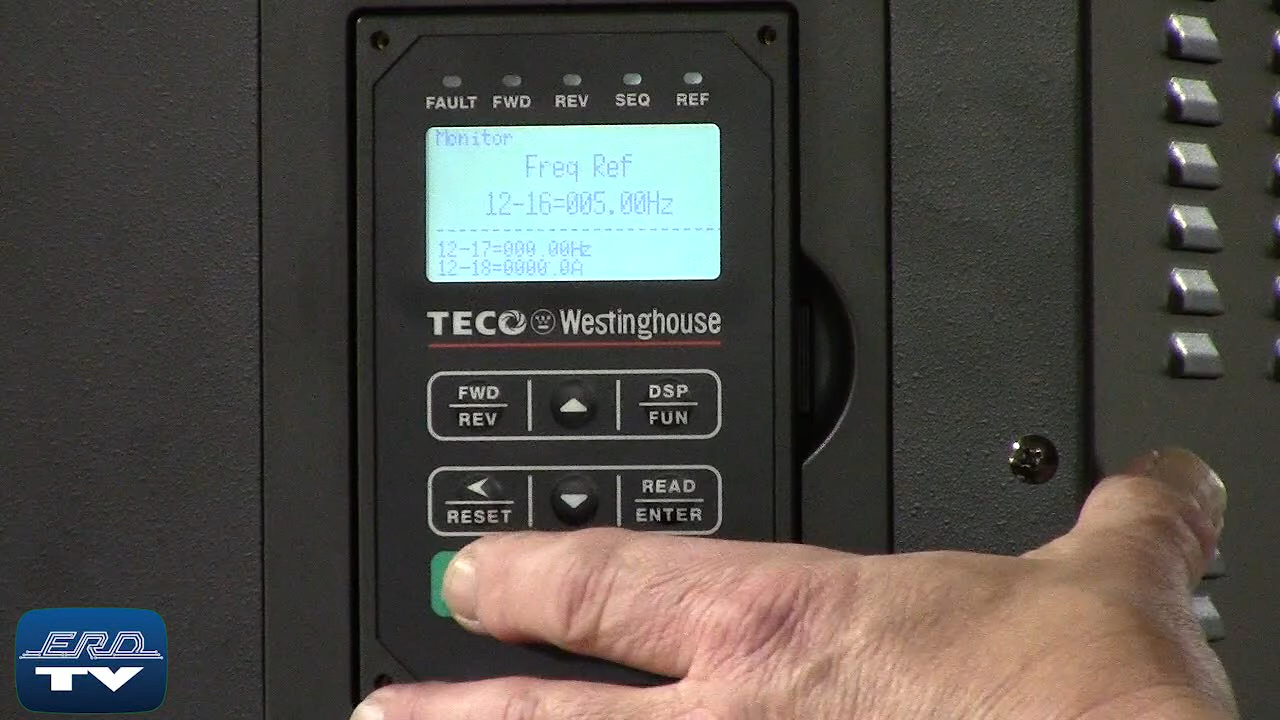 FAULT FWD REV SEQ REF
Monitor
Freq Ref
12-16=005.00Hz
12-17=000.00Hz
12-18=0000.0A
TECO Westinghouse
FWD
REV
DSP
FUN
RESET
READ
ENTER
ERD
TV